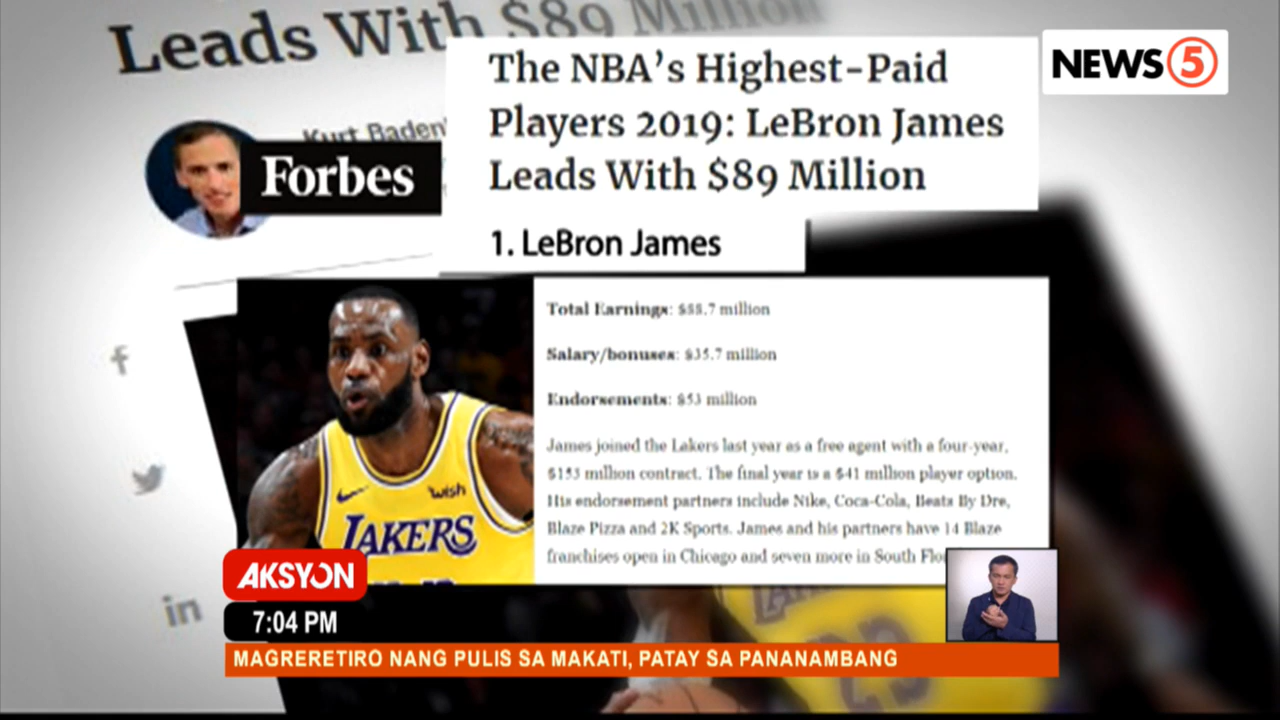 Leads With $89 Million
Kurt Baden
Forbes
The NBA's Highest-Paid
Players 2019: LeBron James
Leads With $89 Million
NEWS 5
1. LeBron James
Total Earnings: $88.7 million
Salary/bonuses: $35.7 million
Endorsements: $53 million
James joined the Lakers last year as a free agent with a four-year,
$153 million contract. The final year is a $41 million player option.
His endorsement partners include Nike, Coca-Cola, Beats By Dre,
Blaze Pizza and 2K Sports. James and his partners have 14 Blaze
franchises open in Chicago and seven more in South
wish
LAKERS
f
in
AKSYON
7:04 PM
MAGRERETIRO NANG PULIS SA MAKATI, PATAY SA PANANAMBANG